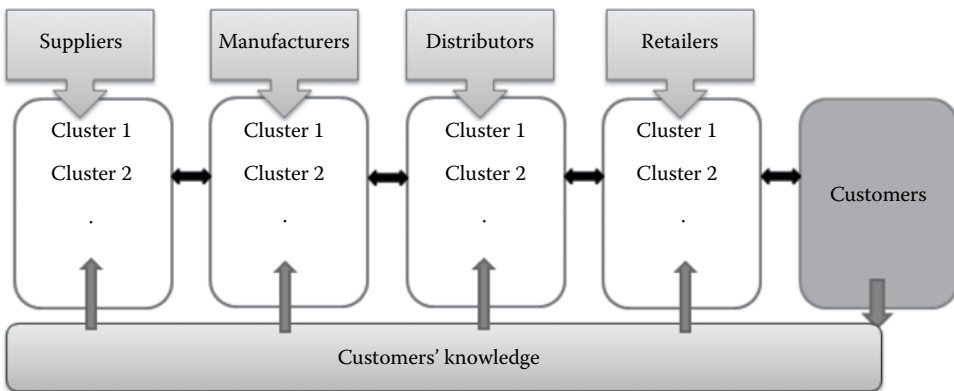 Suppliers
Manufacturers
Distributors
Retailers
Cluster 1
Cluster 2
.
Cluster 1
Cluster 2
.
Cluster 1
Cluster 2
.
Cluster 1
Cluster 2
.
Customers
Customers’ knowledge